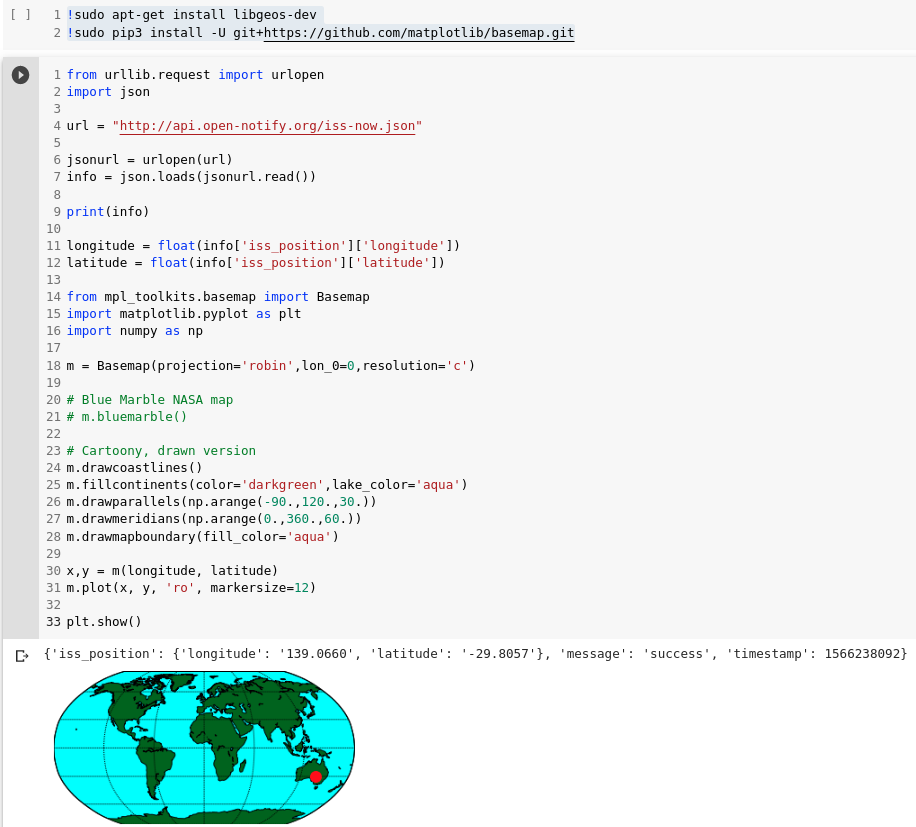 [ ] 1 !sudo apt-get install libgeos-dev
2 !sudo pip3 install -U git+https://github.com/matplotlib/basemap.git
1 from urllib.request import urlopen
2 import json
3
4 url = "http://api.open-notify.org/iss-now.json"
5
6 jsonurl = urlopen(url)
7 info = json.loads(jsonurl.read())
8
9 print(info)
10
11 longitude = float(info['iss_position']['longitude'])
12 latitude = float(info['iss_position']['latitude'])
13
14 from mpl_toolkits.basemap import Basemap
15 import matplotlib.pyplot as plt
16 import numpy as np
17
18 m = Basemap(projection='robin',lon_0=0,resolution='c')
19
20 # Blue Marble NASA map
21 # m.bluemarble()
22
23 # Cartoony, drawn version
24 m.drawcoastlines()
25 m.fillcontinents(color='darkgreen',lake_color='aqua')
26 m.drawparallels(np.arange(-90.,120.,30.))
27 m.drawmeridians(np.arange(0.,360.,60.))
28 m.drawmapboundary(fill_color='aqua')
29
30 x,y = m(longitude, latitude)
31 m.plot(x, y, 'ro', markersize=12)
32
33 plt.show()
{'iss_position': {'longitude': '139.0660', 'latitude': '-29.8057'}, 'message': 'success', 'timestamp': 1566238092}